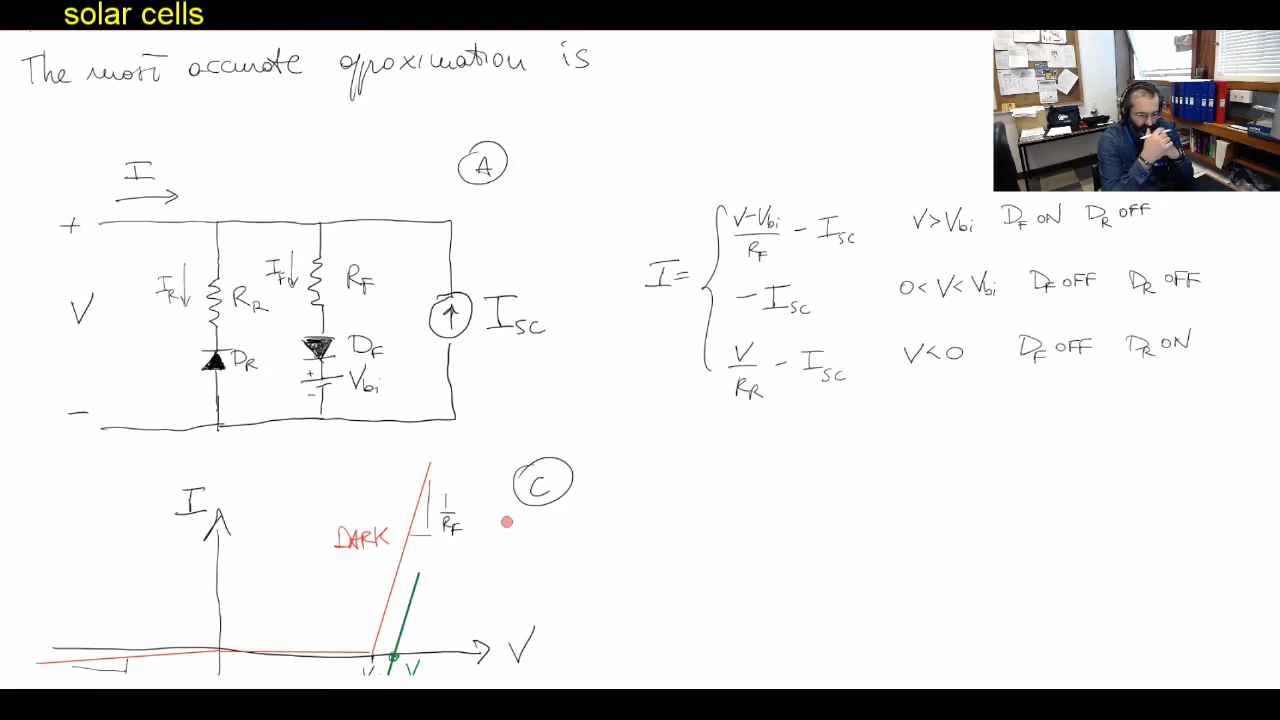 solar cells
The most accurate aproximation is
A
I
+
I_R R_R I_F R_F
V
I_SC
D_R D_F
+
- V_bi
-
I = { (V-V_bi)/R_F - I_SC V>V_bi D_F ON D_R OFF
-I_SC 0<V<V_bi D_F OFF D_R OFF
V/R_R - I_SC V<0 D_F OFF D_R ON
C
I
DARK
1/R_F
V